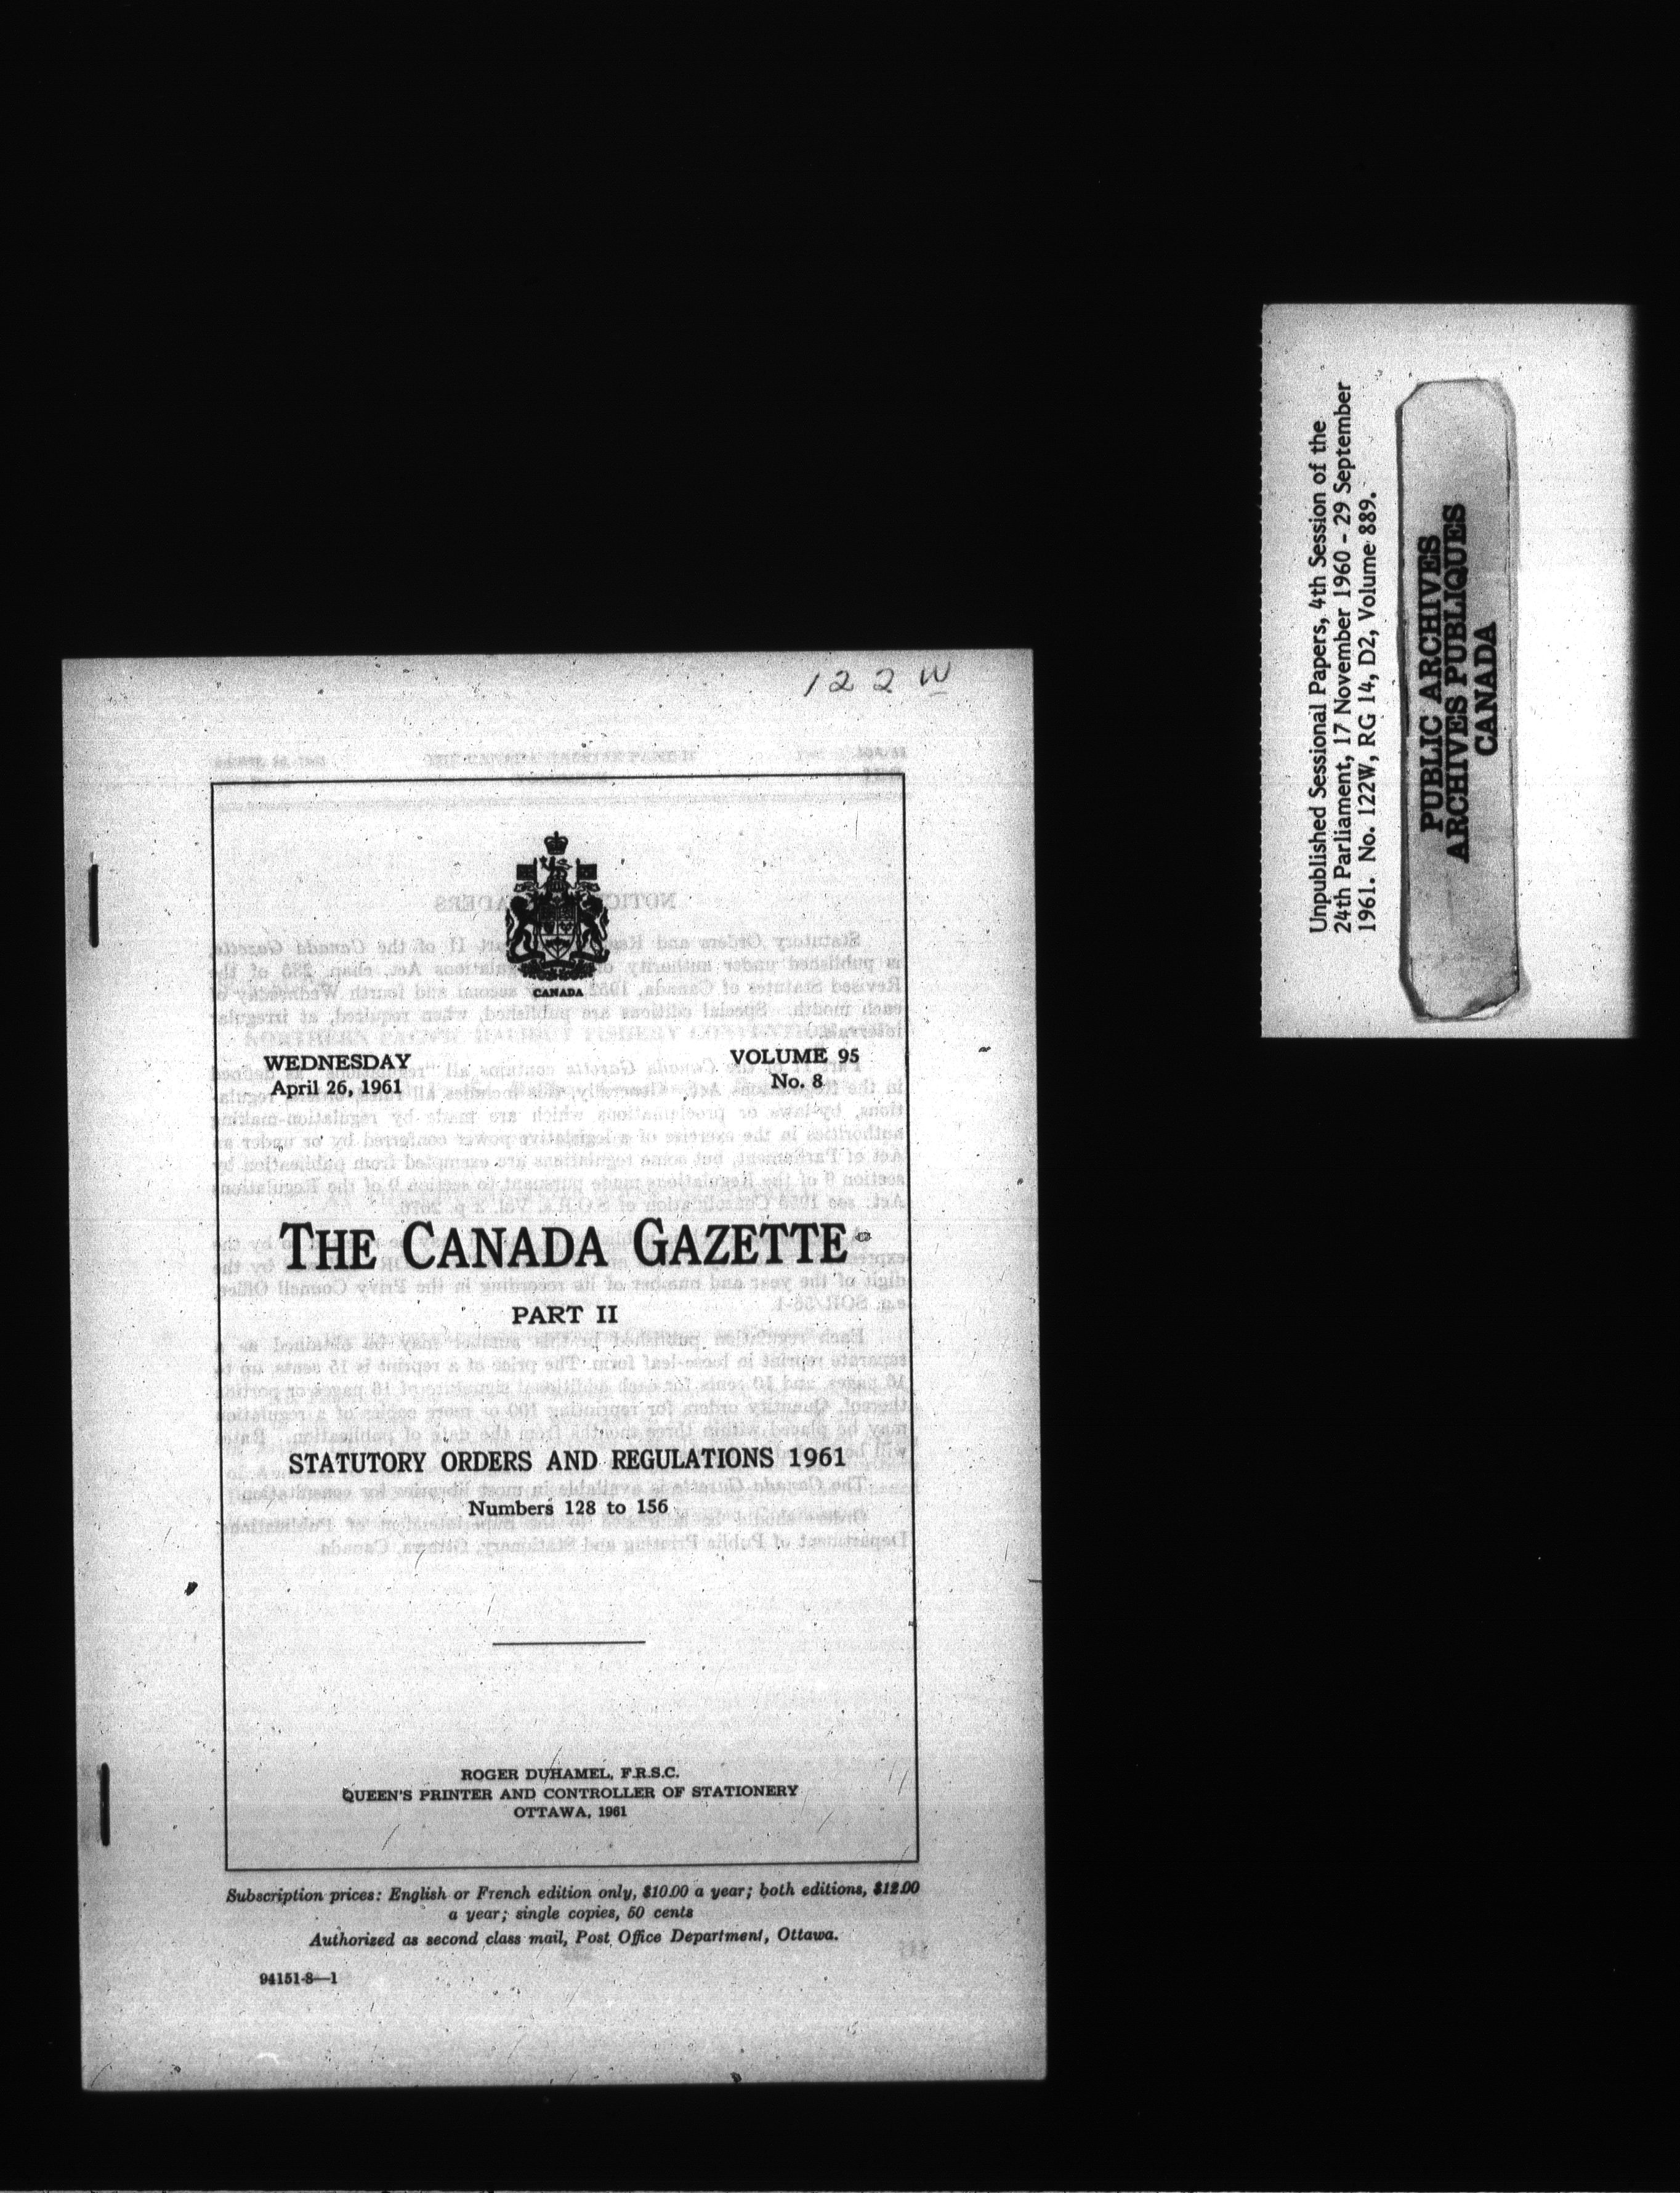 122W
CANADA
WEDNESDAY
April 26, 1961
VOLUME 95
No. 8
THE CANADA GAZETTE
PART II
STATUTORY ORDERS AND REGULATIONS 1961
Numbers 128 to 156
ROGER DUHAMEL, F.R.S.C.
QUEEN'S PRINTER AND CONTROLLER OF STATIONERY
OTTAWA, 1961
Subscription prices: English or French edition only, $10.00 a year; both editions, $12.00
a year; single copies, 50 cents
Authorized as second class mail, Post Office Department, Ottawa.
94151-8—1
Unpublished Sessional Papers, 4th Session of the
24th Parliament, 17 November 1960 - 29 September
1961. No. 122W, RG 14, D2, Volume 889.
PUBLIC ARCHIVES
ARCHIVES PUBLIQUES
CANADA